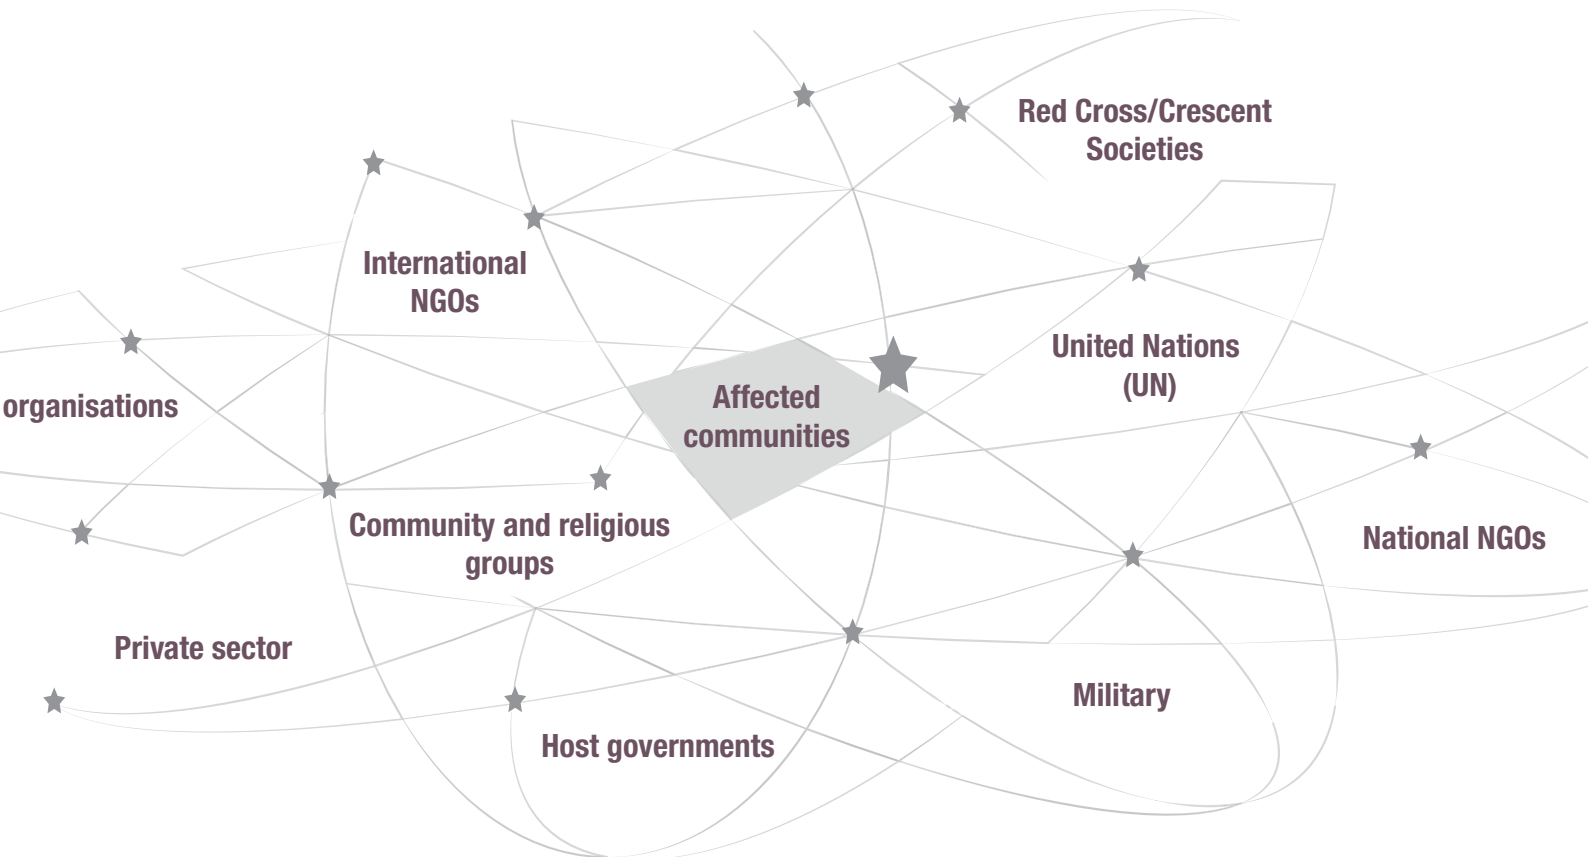 Red Cross/Crescent
Societies
International
NGOs
United Nations
(UN)
Affected
communities
organisations
Community and religious
groups
National NGOs
Private sector
Military
Host governments